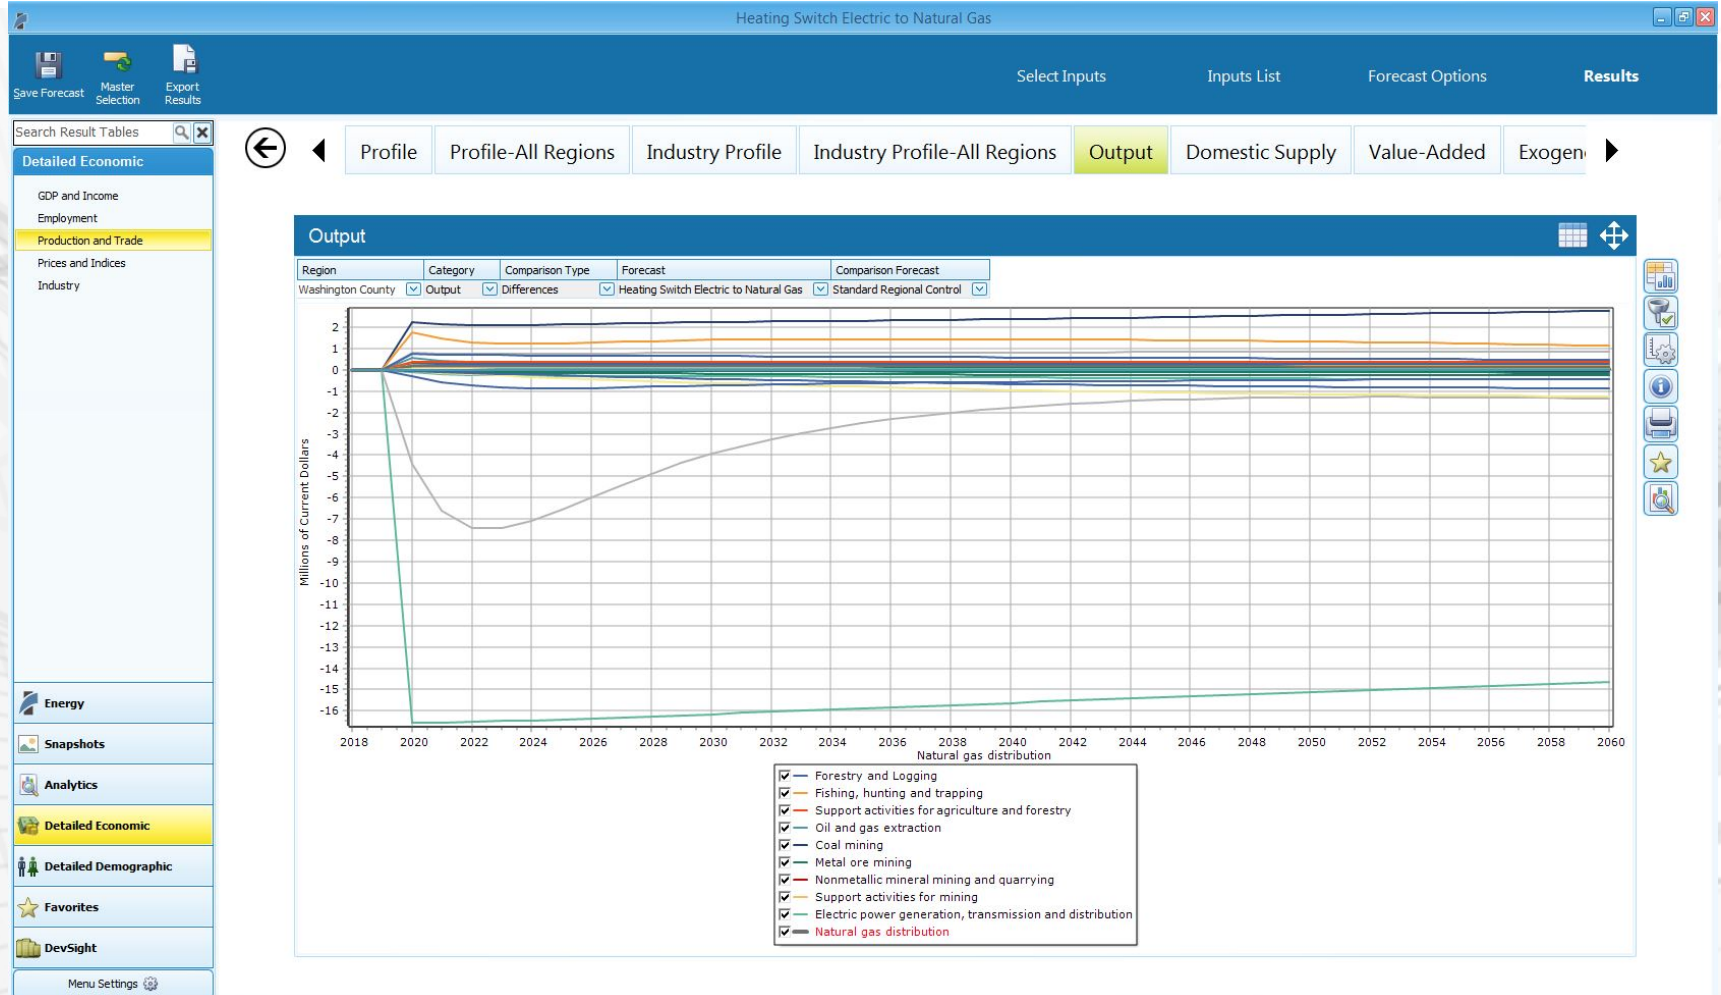 Heating Switch Electric to Natural Gas
Save Forecast
Master Selection
Export Results
Select Inputs
Inputs List
Forecast Options
Results
Search Result Tables
Detailed Economic
GDP and Income
Employment
Production and Trade
Prices and Indices
Industry
Energy
Snapshots
Analytics
Detailed Economic
Detailed Demographic
Favorites
DevSight
Menu Settings
Profile
Profile-All Regions
Industry Profile
Industry Profile-All Regions
Output
Domestic Supply
Value-Added
Exogen
Output
Region Category Comparison Type Forecast Comparison Forecast
Washington County Output Differences Heating Switch Electric to Natural Gas Standard Regional Control
Millions of Current Dollars
2
1
0
-1
-2
-3
-4
-5
-6
-7
-8
-9
-10
-11
-12
-13
-14
-15
-16
2018 2020 2022 2024 2026 2028 2030 2032 2034 2036 2038 2040 2042 2044 2046 2048 2050 2052 2054 2056 2058 2060
Natural gas distribution
Forestry and Logging
Fishing, hunting and trapping
Support activities for agriculture and forestry
Oil and gas extraction
Coal mining
Metal ore mining
Nonmetallic mineral mining and quarrying
Support activities for mining
Electric power generation, transmission and distribution
Natural gas distribution